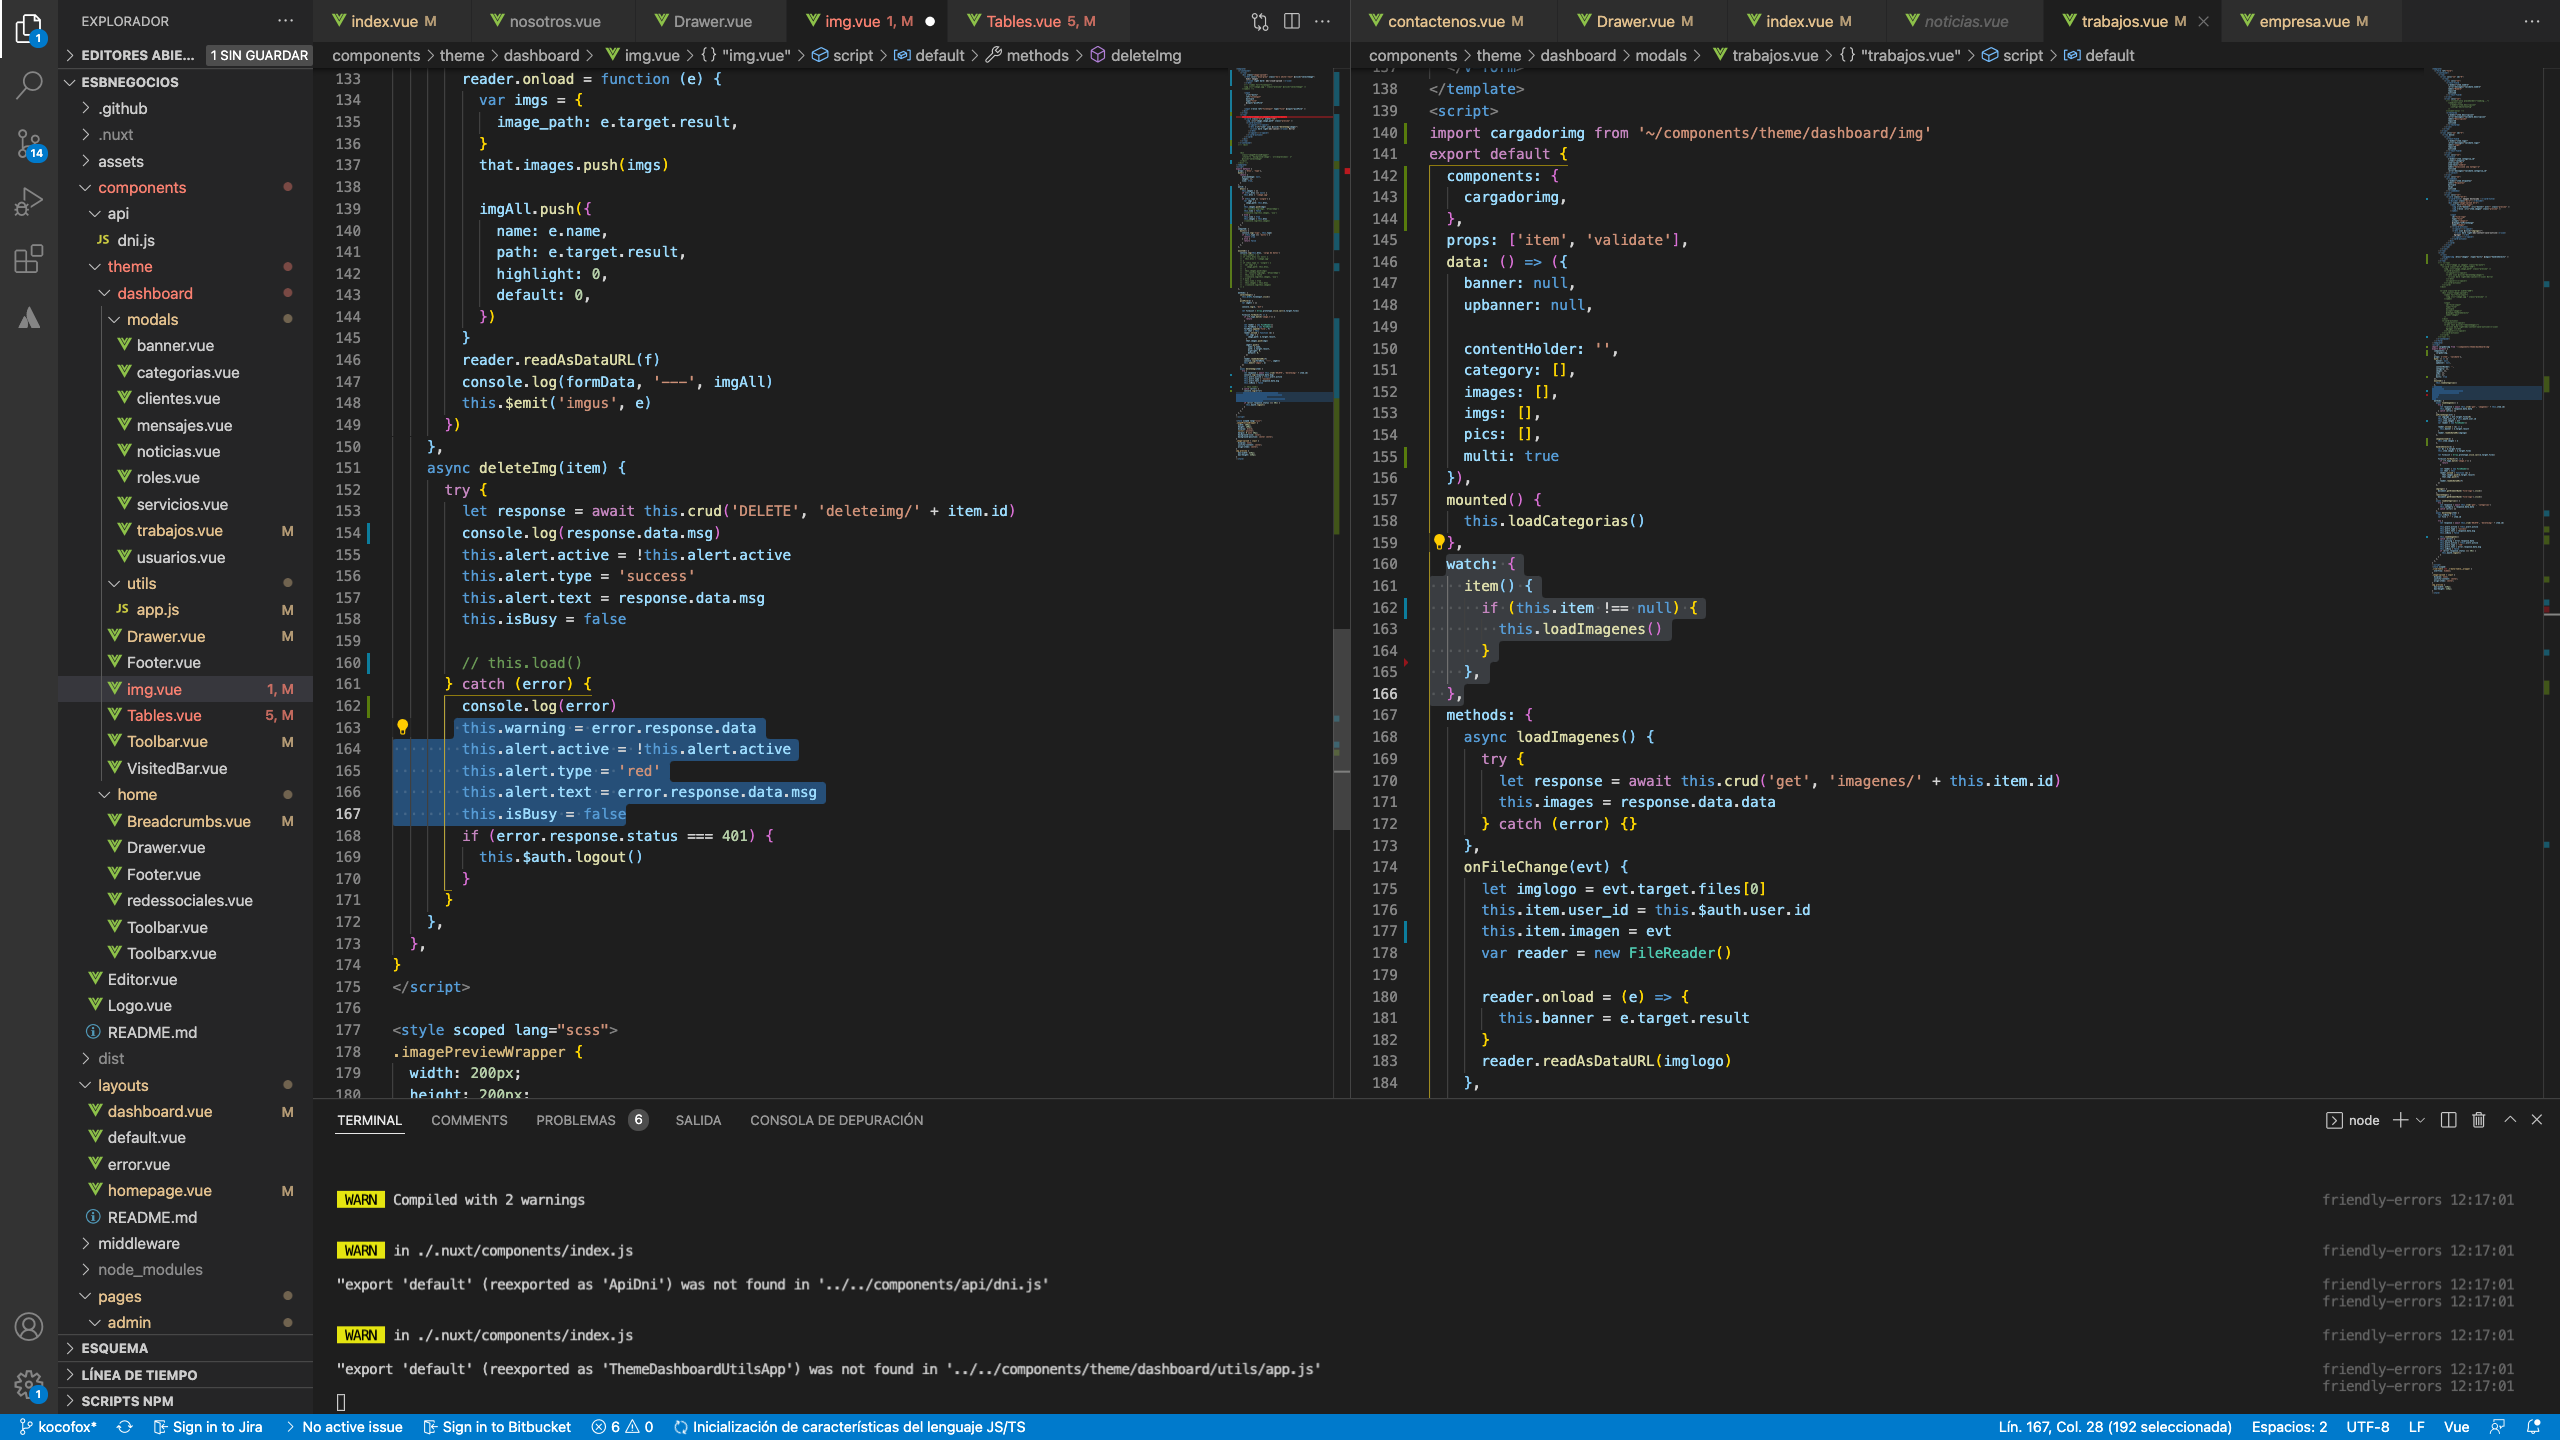 EXPLORADOR
EDITORES ABIE...
1 SIN GUARDAR
ESBNEGOCIOS
.github
.nuxt
assets
components
api
JS dni.js
theme
dashboard
modals
banner.vue
categorias.vue
clientes.vue
mensajes.vue
noticias.vue
roles.vue
servicios.vue
trabajos.vue M
usuarios.vue
utils
JS app.js M
Drawer.vue M
Footer.vue
img.vue 1, M
Tables.vue 5, M
Toolbar.vue M
VisitedBar.vue
home
Breadcrumbs.vue M
Drawer.vue
Footer.vue
redessociales.vue
Toolbar.vue
Toolbarx.vue
Editor.vue
Logo.vue
README.md
dist
layouts
dashboard.vue M
default.vue
error.vue
homepage.vue M
README.md
middleware
node_modules
pages
admin
ESQUEMA
LÍNEA DE TIEMPO
SCRIPTS NPM
1
14
1
index.vue M
nosotros.vue
Drawer.vue
img.vue 1, M
Tables.vue 5, M
components > theme > dashboard > img.vue > {} "img.vue" > script > default > methods > deleteImg
133 reader.onload = function (e) {
134 var imgs = {
135 image_path: e.target.result,
136 }
137 that.images.push(imgs)
138
139 imgAll.push({
140 name: e.name,
141 path: e.target.result,
142 highlight: 0,
143 default: 0,
144 })
145 }
146 reader.readAsDataURL(f)
147 console.log(formData, '---', imgAll)
148 this.$emit('imgus', e)
149 })
150 },
151 async deleteImg(item) {
152 try {
153 let response = await this.crud('DELETE', 'deleteimg/' + item.id)
154 console.log(response.data.msg)
155 this.alert.active = !this.alert.active
156 this.alert.type = 'success'
157 this.alert.text = response.data.msg
158 this.isBusy = false
159
160 // this.load()
161 } catch (error) {
162 console.log(error)
163 this.warning = error.response.data
164 this.alert.active = !this.alert.active
165 this.alert.type = 'red'
166 this.alert.text = error.response.data.msg
167 this.isBusy = false
168 if (error.response.status === 401) {
169 this.$auth.logout()
170 }
171 }
172 },
173 },
174 }
175 </script>
176
177 <style scoped lang="scss">
178 .imagePreviewWrapper {
179 width: 200px;
180 height: 200px;
contactenos.vue M
Drawer.vue M
index.vue M
noticias.vue
trabajos.vue M
empresa.vue M
components > theme > dashboard > modals > trabajos.vue > {} "trabajos.vue" > script > default
137 </v-form>
138 </template>
139 <script>
140 import cargadorimg from '~/components/theme/dashboard/img'
141 export default {
142 components: {
143 cargadorimg,
144 },
145 props: ['item', 'validate'],
146 data: () => ({
147 banner: null,
148 upbanner: null,
149
150 contentHolder: '',
151 category: [],
152 images: [],
153 imgs: [],
154 pics: [],
155 multi: true
156 }),
157 mounted() {
158 this.loadCategorias()
159 },
160 watch: {
161 item() {
162 if (this.item !== null) {
163 this.loadImagenes()
164 }
165 },
166 },
167 methods: {
168 async loadImagenes() {
169 try {
170 let response = await this.crud('get', 'imagenes/' + this.item.id)
171 this.images = response.data.data
172 } catch (error) {}
173 },
174 onFileChange(evt) {
175 let imglogo = evt.target.files[0]
176 this.item.user_id = this.$auth.user.id
177 this.item.imagen = evt
178 var reader = new FileReader()
179
180 reader.onload = (e) => {
181 this.banner = e.target.result
182 }
183 reader.readAsDataURL(imglogo)
184 },
TERMINAL COMMENTS PROBLEMAS 6 SALIDA CONSOLA DE DEPURACIÓN
node
WARN Compiled with 2 warnings friendly-errors 12:17:01
WARN in ./.nuxt/components/index.js friendly-errors 12:17:01
"export 'default' (reexported as 'ApiDni') was not found in '../../components/api/dni.js' friendly-errors 12:17:01
friendly-errors 12:17:01
WARN in ./.nuxt/components/index.js friendly-errors 12:17:01
"export 'default' (reexported as 'ThemeDashboardUtilsApp') was not found in '../../components/theme/dashboard/utils/app.js' friendly-errors 12:17:01
friendly-errors 12:17:01
kocofox* Sign in to Jira No active issue Sign in to Bitbucket 6 0 Inicialización de características del lenguaje JS/TS Lín. 167, Col. 28 (192 seleccionada) Espacios: 2 UTF-8 LF Vue